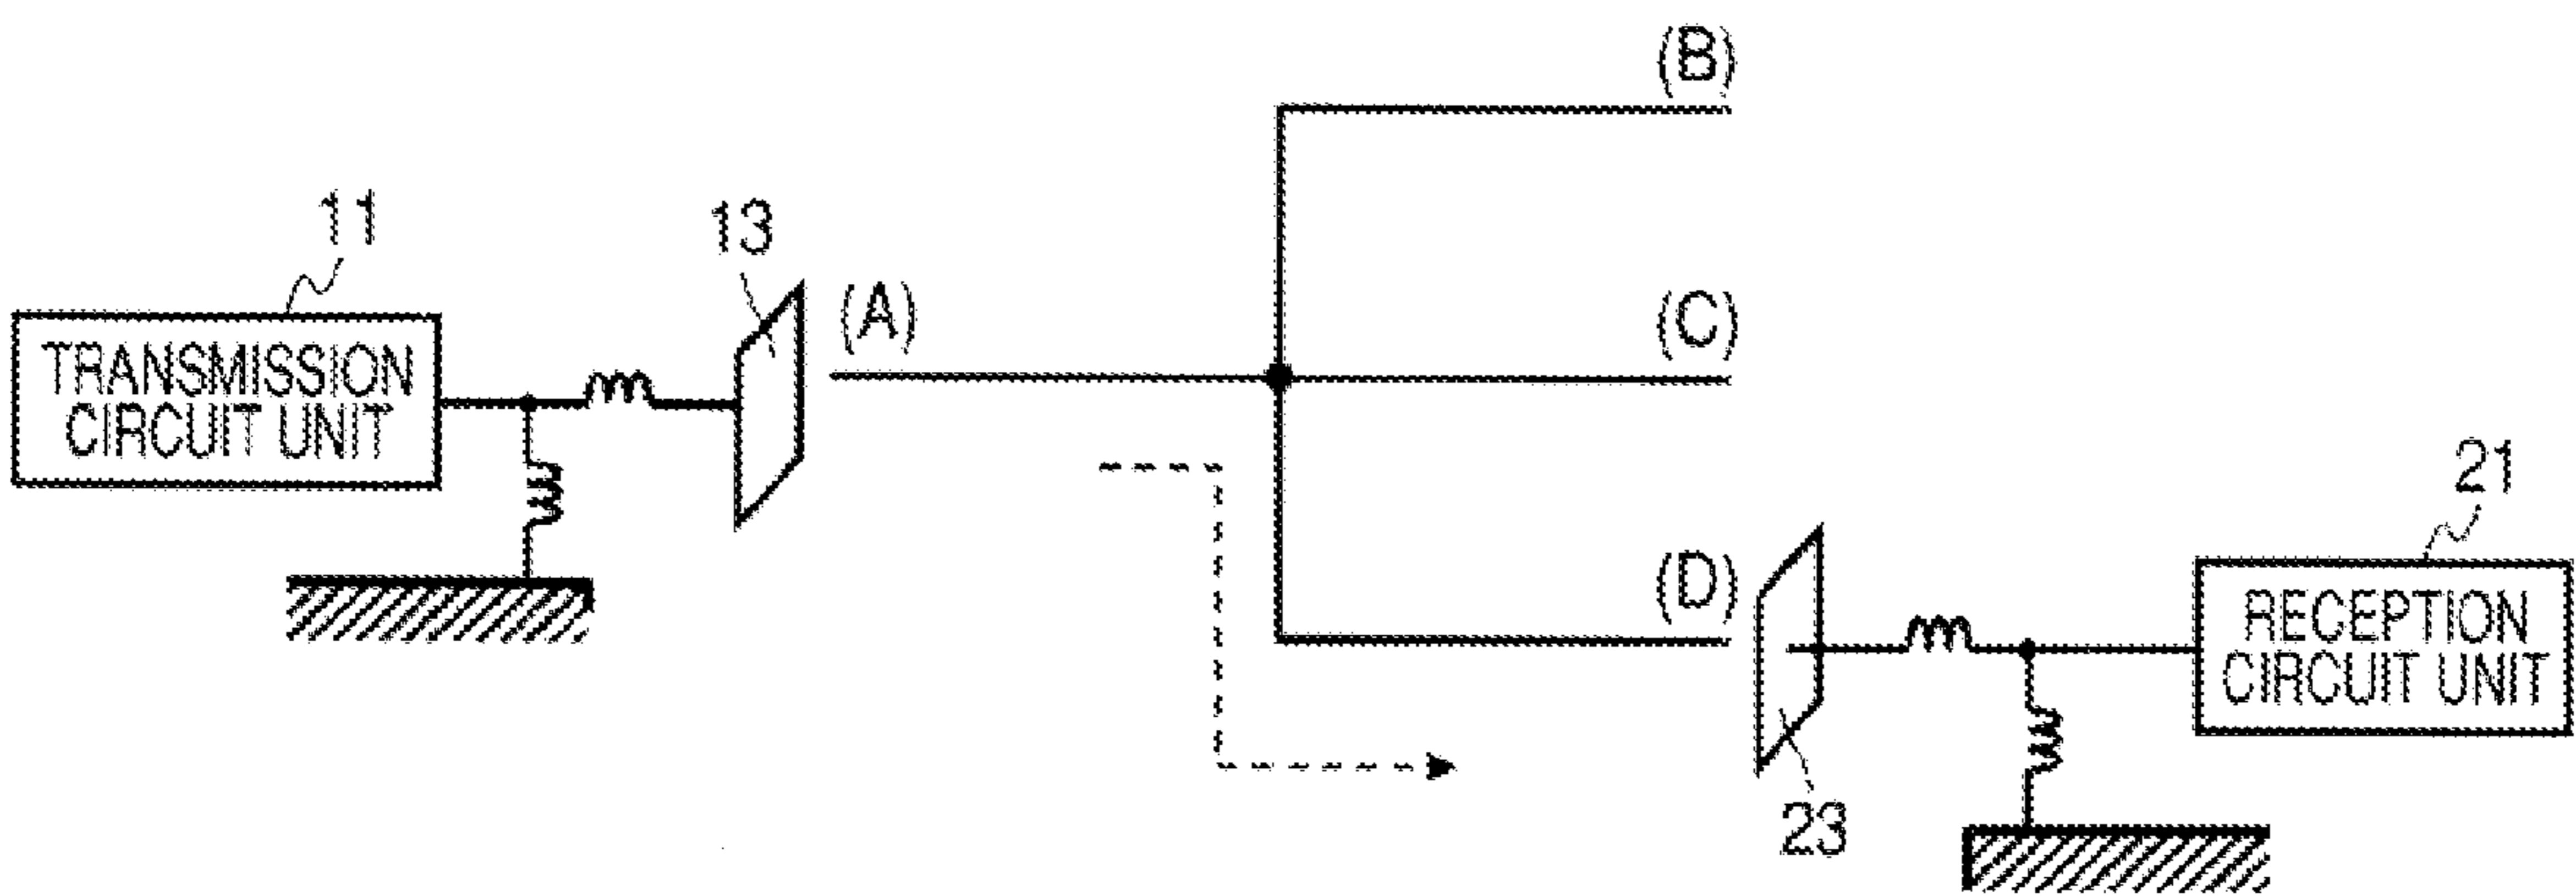 (B)
11
13
(A)
(C)
TRANSMISSION
CIRCUIT UNIT
21
(D)
RECEPTION
CIRCUIT UNIT
23